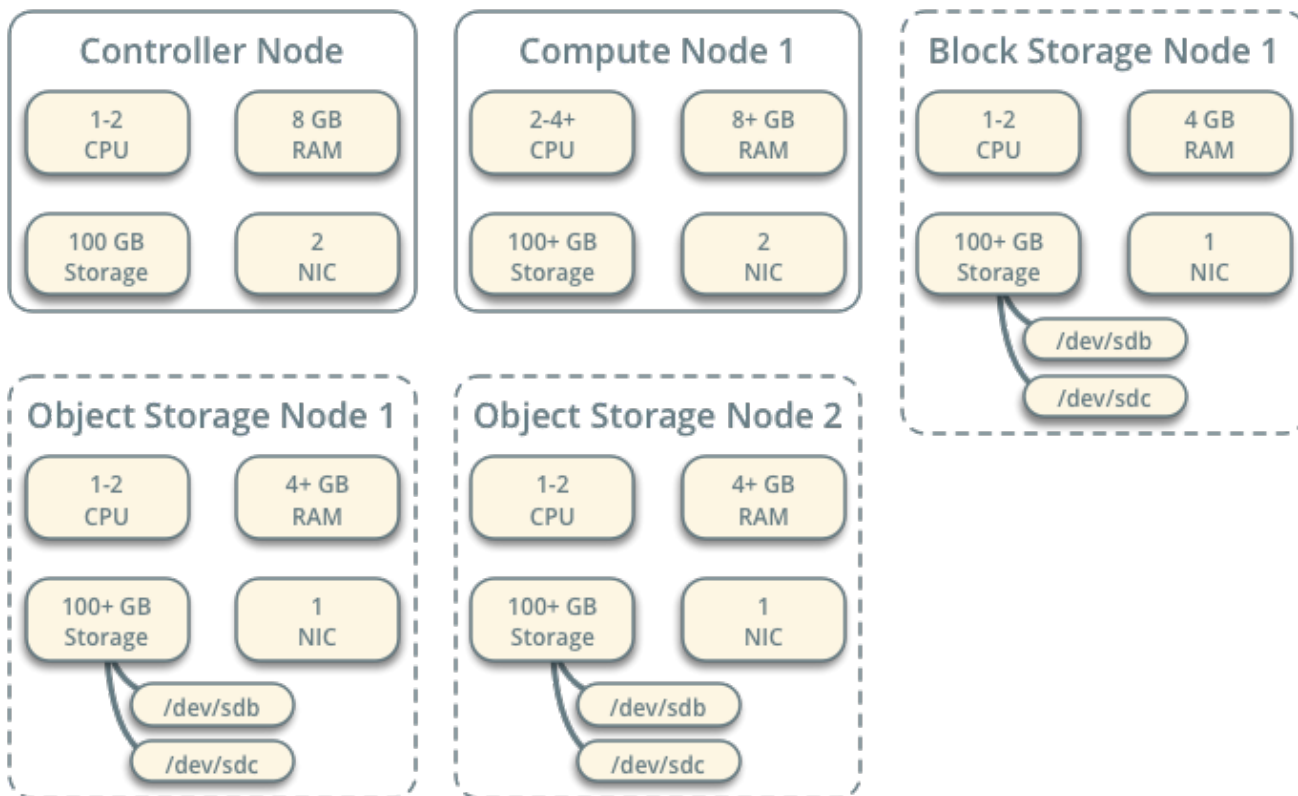 Controller Node
1-2
CPU
8 GB
RAM
100 GB
Storage
2
NIC
Compute Node 1
2-4+
CPU
8+ GB
RAM
100+ GB
Storage
2
NIC
Block Storage Node 1
1-2
CPU
4 GB
RAM
100+ GB
Storage
1
NIC
/dev/sdb
/dev/sdc
Object Storage Node 1
1-2
CPU
4+ GB
RAM
100+ GB
Storage
1
NIC
/dev/sdb
/dev/sdc
Object Storage Node 2
1-2
CPU
4+ GB
RAM
100+ GB
Storage
1
NIC
/dev/sdb
/dev/sdc